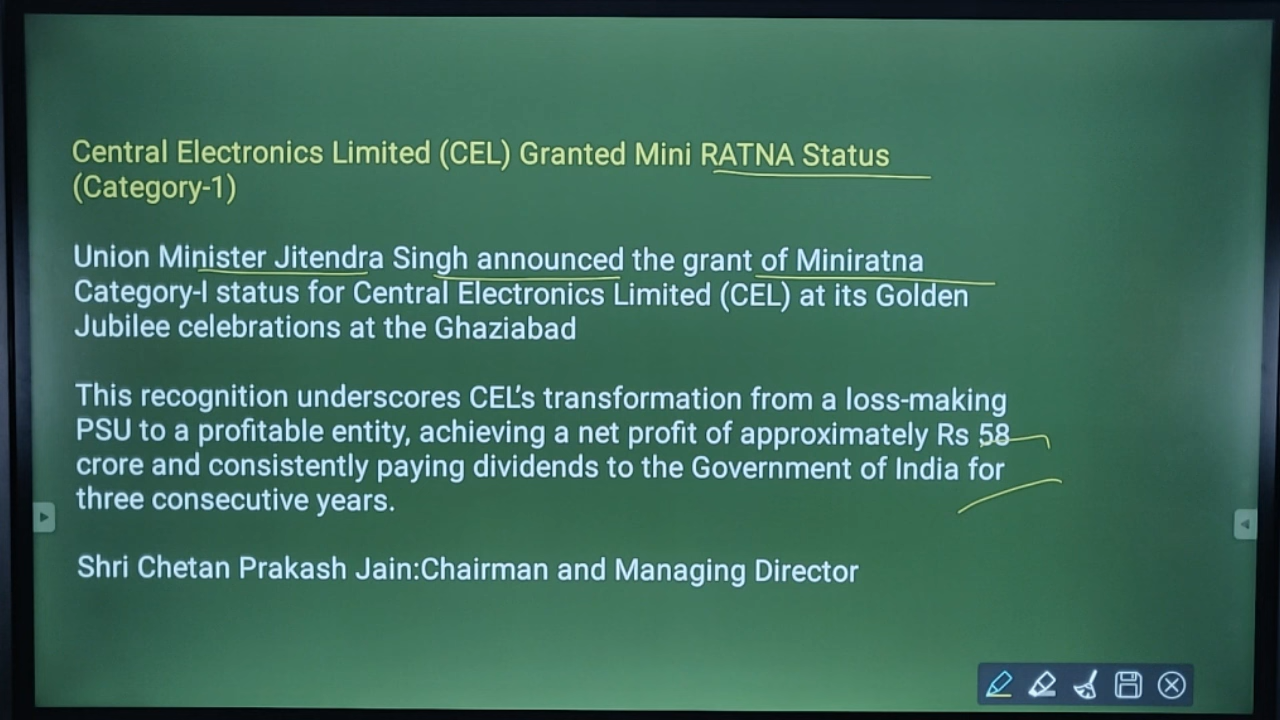 Central Electronics Limited (CEL) Granted Mini RATNA Status
(Category-1)
Union Minister Jitendra Singh announced the grant of Miniratna
Category-I status for Central Electronics Limited (CEL) at its Golden
Jubilee celebrations at the Ghaziabad
This recognition underscores CEL's transformation from a loss-making
PSU to a profitable entity, achieving a net profit of approximately Rs 58
crore and consistently paying dividends to the Government of India for
three consecutive years.
Shri Chetan Prakash Jain:Chairman and Managing Director